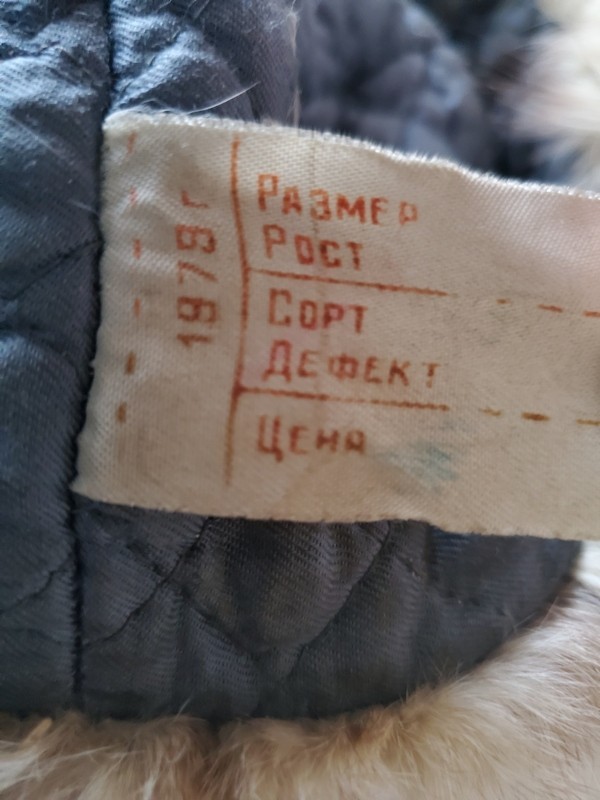 1979г
Размер
Рост
Сорт
Дефект
Цена